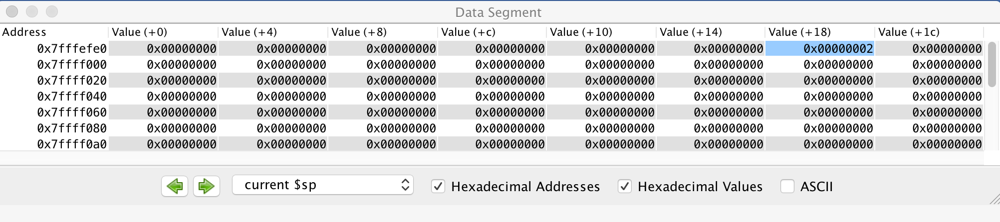 Data Segment
Address Value (+0) Value (+4) Value (+8) Value (+c) Value (+10) Value (+14) Value (+18) Value (+1c)
0x7fffefe0 0x00000000 0x00000000 0x00000000 0x00000000 0x00000000 0x00000000 0x00000002 0x00000000
0x7ffff000 0x00000000 0x00000000 0x00000000 0x00000000 0x00000000 0x00000000 0x00000000 0x00000000
0x7ffff020 0x00000000 0x00000000 0x00000000 0x00000000 0x00000000 0x00000000 0x00000000 0x00000000
0x7ffff040 0x00000000 0x00000000 0x00000000 0x00000000 0x00000000 0x00000000 0x00000000 0x00000000
0x7ffff060 0x00000000 0x00000000 0x00000000 0x00000000 0x00000000 0x00000000 0x00000000 0x00000000
0x7ffff080 0x00000000 0x00000000 0x00000000 0x00000000 0x00000000 0x00000000 0x00000000 0x00000000
0x7ffff0a0 0x00000000 0x00000000 0x00000000 0x00000000 0x00000000 0x00000000 0x00000000 0x00000000
current $sp Hexadecimal Addresses Hexadecimal Values ASCII